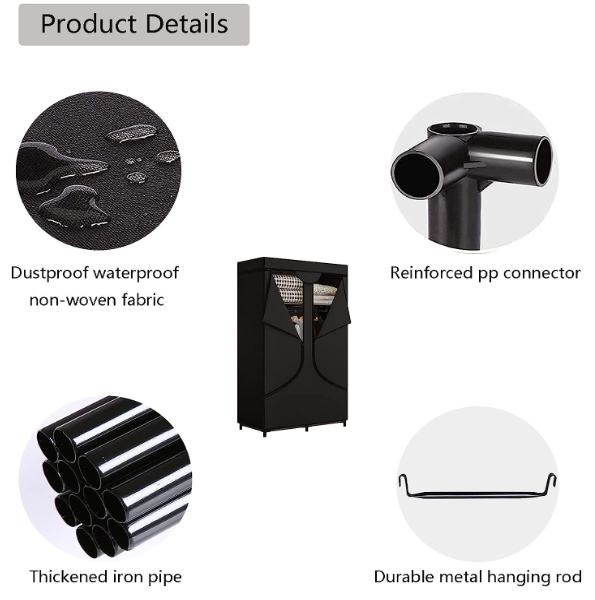 Product Details
Dustproof waterproof
non-woven fabric
Reinforced pp connector
Thickened iron pipe
Durable metal hanging rod